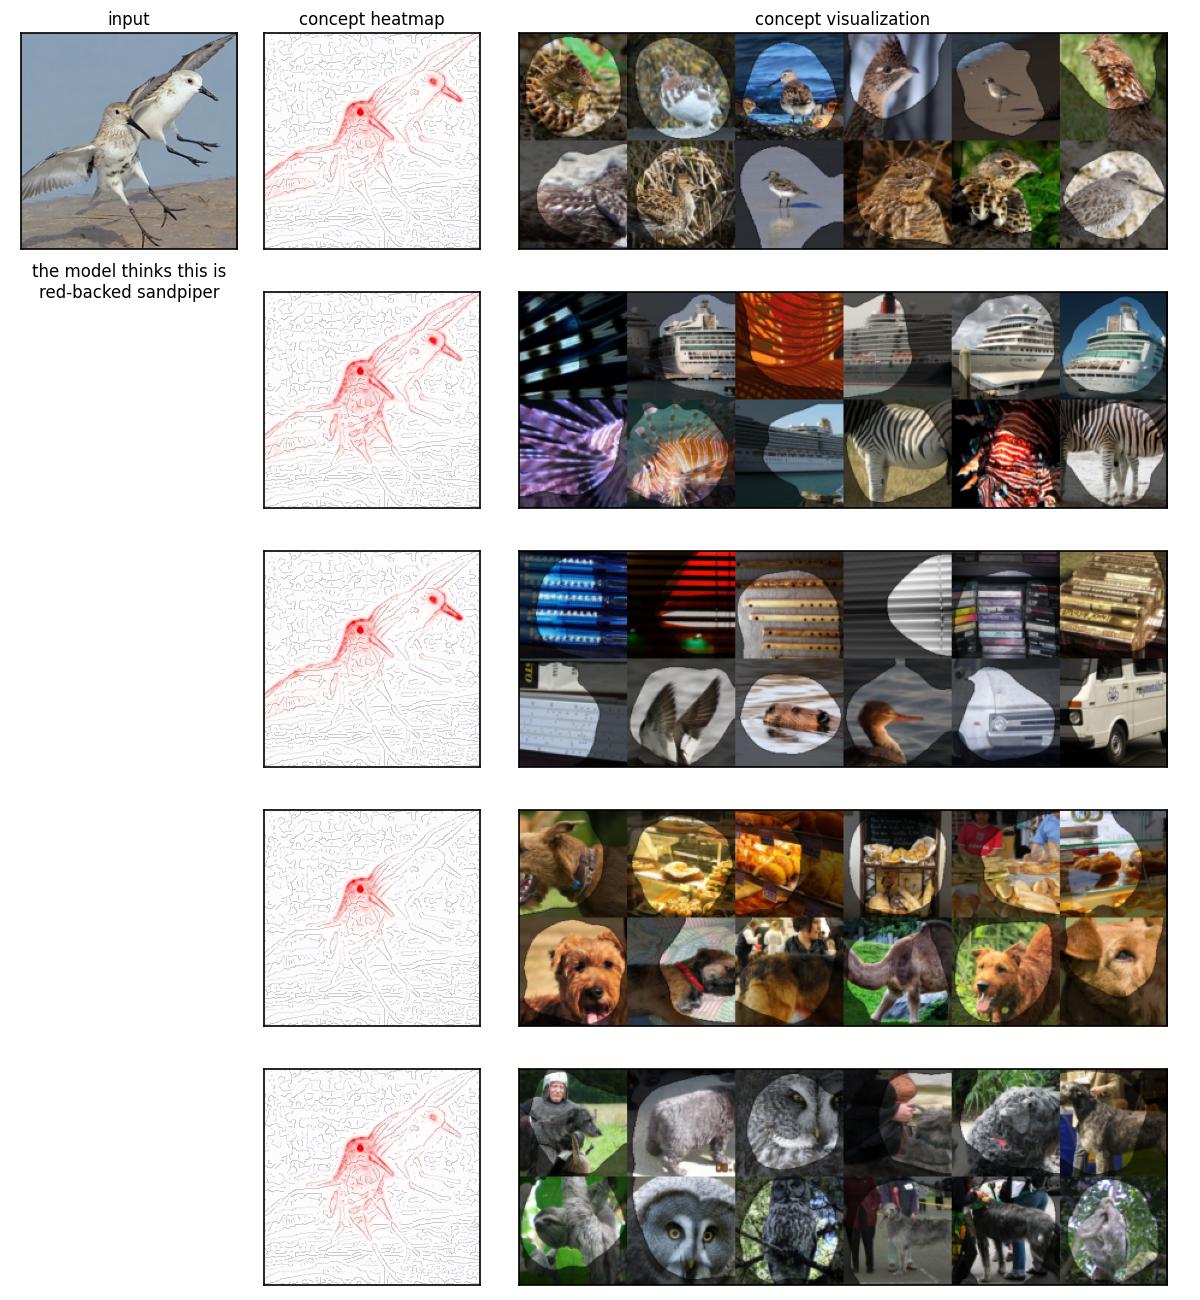 input
concept heatmap
concept visualization
the model thinks this is
red-backed sandpiper